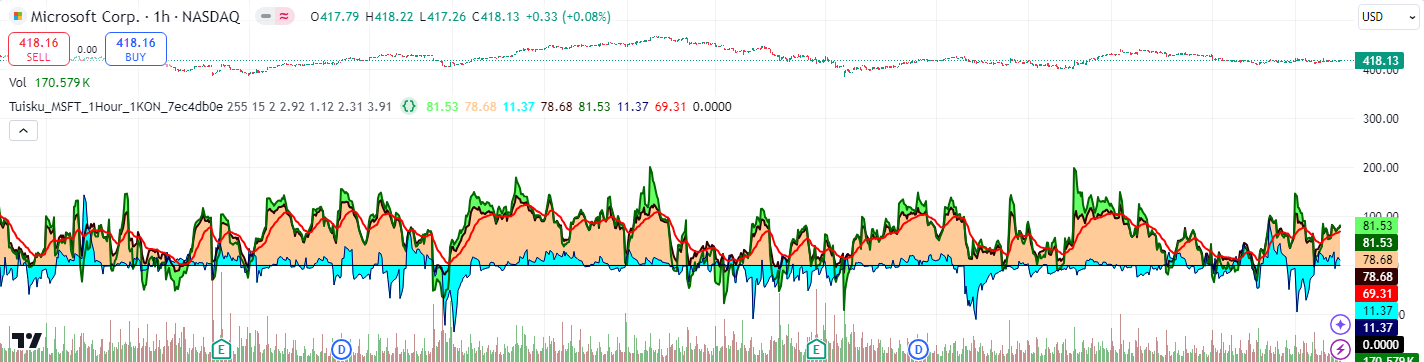 Microsoft Corp. · 1h · NASDAQ O417.79 H418.22 L417.26 C418.13 +0.33 (+0.08%) USD
418.16 0.00 418.16
SELL BUY
418.13
400.00
Vol 170.579 K
Tuisku_MSFT_1Hour_1KON_7ec4db0e 255 15 2 2.92 1.12 2.31 3.91 {} 81.53 78.68 11.37 78.68 81.53 11.37 69.31 0.0000
300.00
200.00
100.00
81.53
81.53
78.68
78.68
69.31
11.37
11.37
0.0000
170.579 K
E D E D